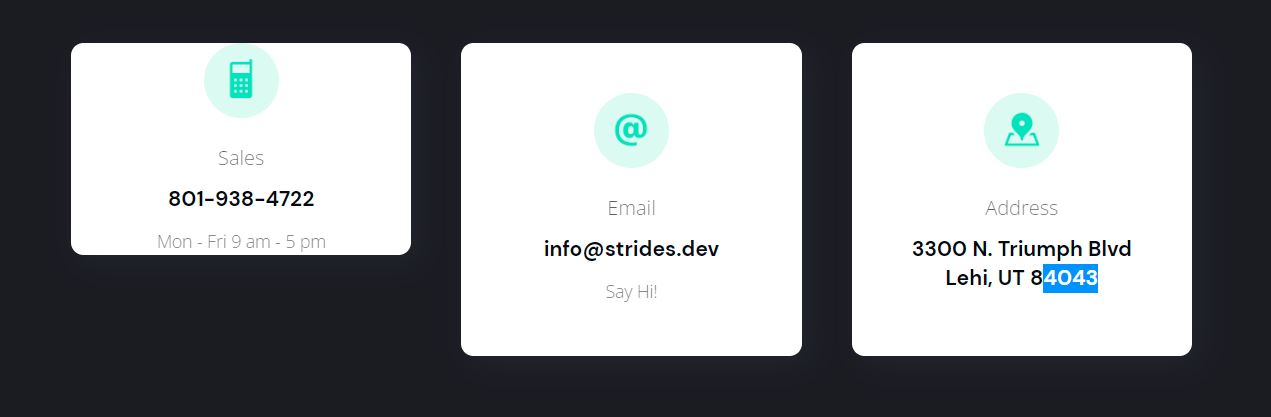 Sales
801-938-4722
Mon - Fri 9 am - 5 pm
@
Email
info@strides.dev
Say Hi!
Address
3300 N. Triumph Blvd
Lehi, UT 84043